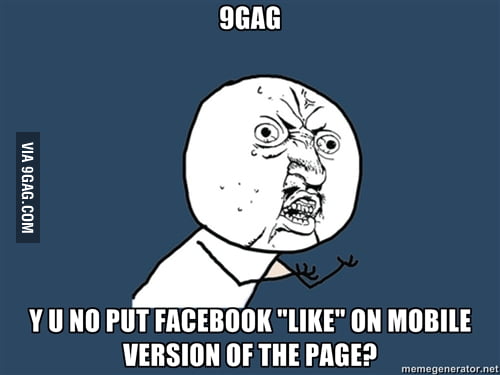 9GAG
VIA 9GAG.COM
Y U NO PUT FACEBOOK "LIKE" ON MOBILE
VERSION OF THE PAGE?
memegenerator.net